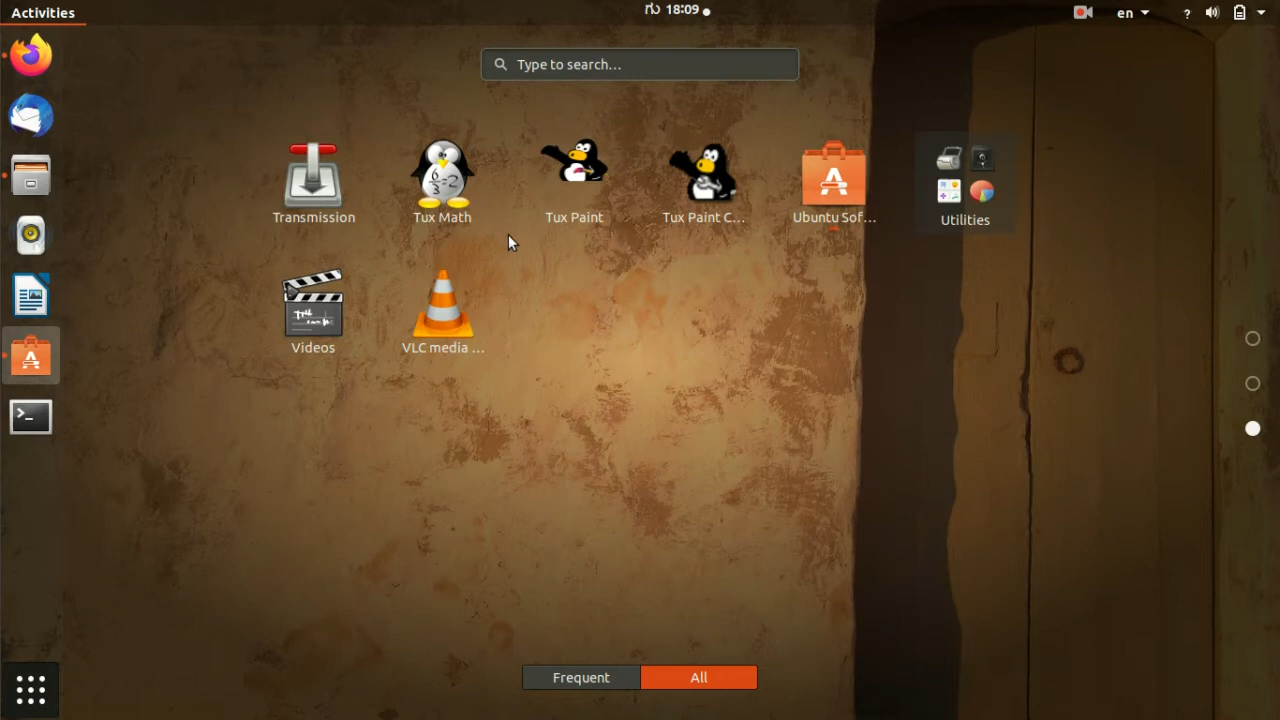 Activities
ಗು 18:09
en
?
Type to search...
Transmission
Tux Math
Tux Paint
Tux Paint C...
Ubuntu Sof...
Utilities
Videos
VLC media ...
Frequent
All